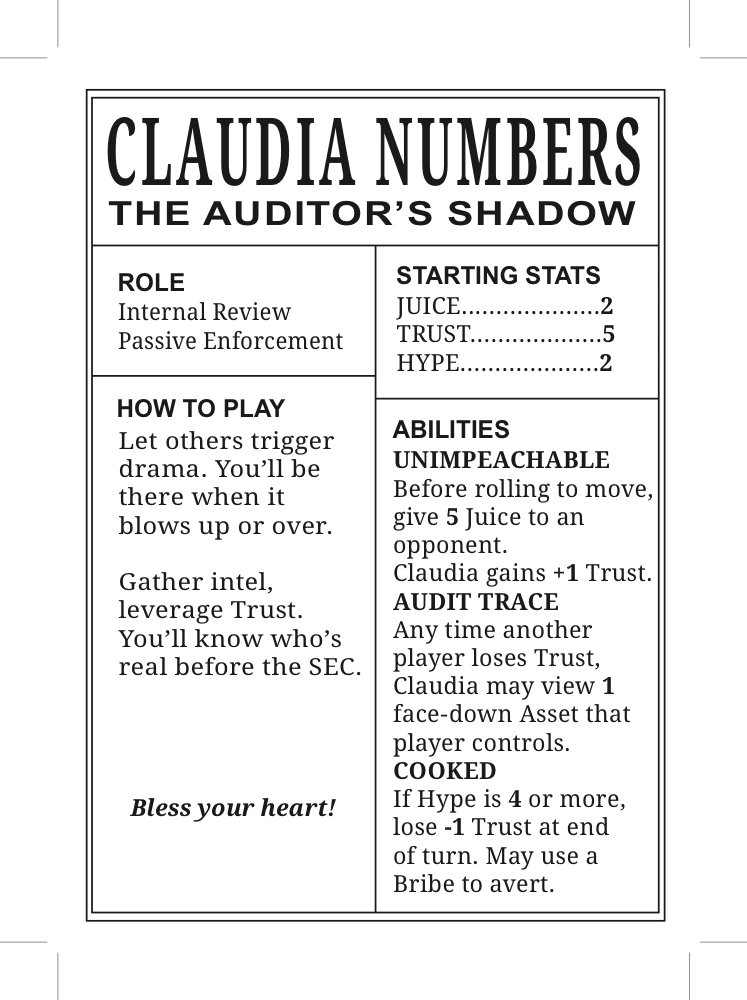 CLAUDIA NUMBERS
THE AUDITOR’S SHADOW
ROLE
Internal Review
Passive Enforcement
HOW TO PLAY
Let others trigger
drama. You’ll be
there when it
blows up or over.
Gather intel,
leverage Trust.
You’ll know who’s
real before the SEC.
Bless your heart!
STARTING STATS
JUICE....................2
TRUST...................5
HYPE....................2
ABILITIES
UNIMPEACHABLE
Before rolling to move,
give 5 Juice to an
opponent.
Claudia gains +1 Trust.
AUDIT TRACE
Any time another
player loses Trust,
Claudia may view 1
face-down Asset that
player controls.
COOKED
If Hype is 4 or more,
lose -1 Trust at end
of turn. May use a
Bribe to avert.